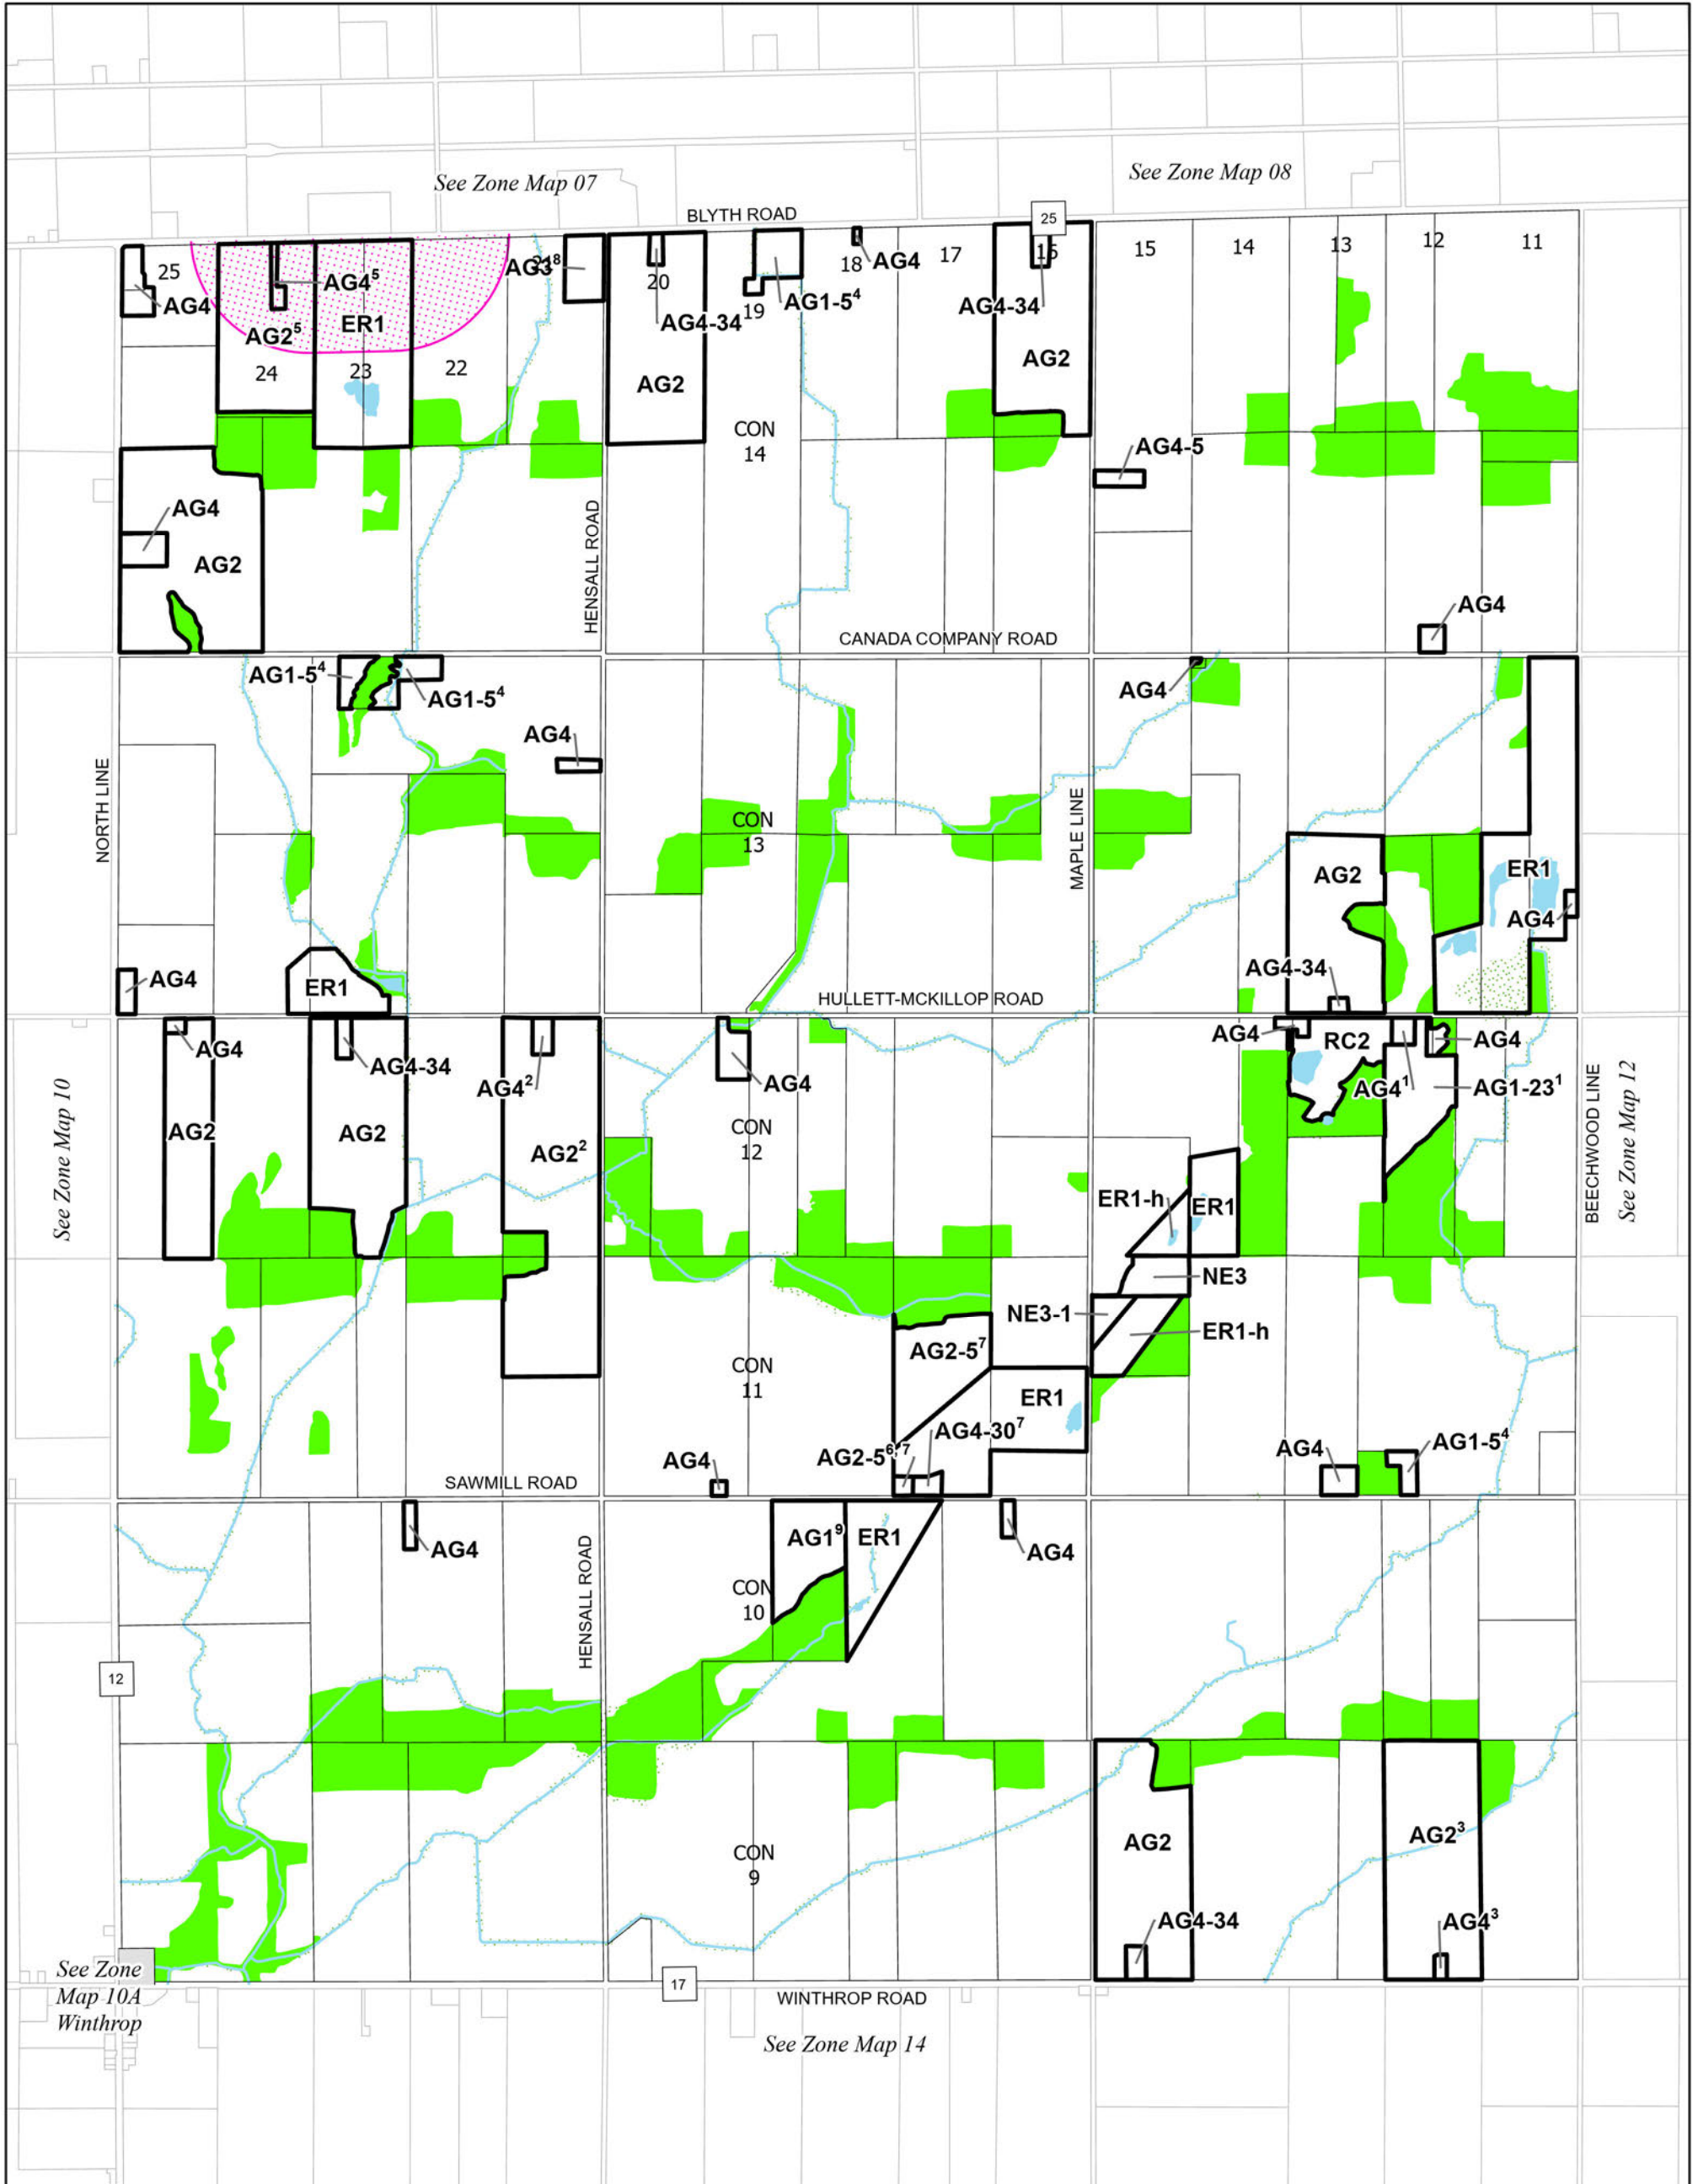 See Zone Map 07
See Zone Map 08
BLYTH ROAD
25
25
AG4
AG4⁵
AG2⁵
24
ER1
23
22
AG3⁸
20
AG4-34
AG2
19
AG1-5⁴
18
AG4
17
AG4-34
16
AG2
15
14
13
12
11
CON
14
AG4-5
AG4
AG2
HENSALL ROAD
CANADA COMPANY ROAD
AG4
AG1-5⁴
AG1-5⁴
AG4
AG4
NORTH LINE
CON
13
MAPLE LINE
AG2
ER1
AG4
AG4-34
AG4
ER1
HULLETT-MCKILLOP ROAD
See Zone Map 10
AG4
AG2
AG4-34
AG2
AG4²
AG2²
AG4
CON
12
AG4
RC2
AG4¹
AG4
AG1-23¹
BEECHWOOD LINE
See Zone Map 12
ER1-h
ER1
NE3
NE3-1
ER1-h
AG2-5⁷
CON
11
ER1
AG4-30⁷
AG2-5⁶,⁷
AG4
AG4
AG1-5⁴
SAWMILL ROAD
AG4
HENSALL ROAD
AG1⁹
ER1
AG4
CON
10
12
CON
9
AG2
AG4-34
AG2³
AG4³
See Zone
Map 10A
Winthrop
17
WINTHROP ROAD
See Zone Map 14